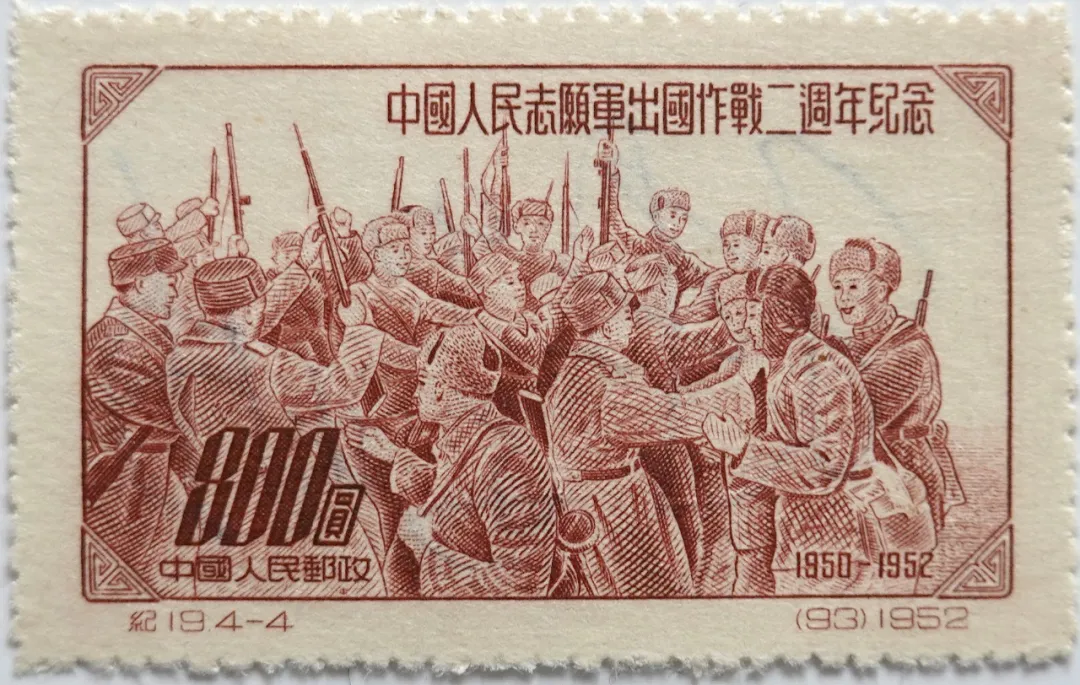 中國人民志願軍出國作戰二週年紀念
800圓
中國人民郵政
1950-1952
紀19.4-4
(93).1952